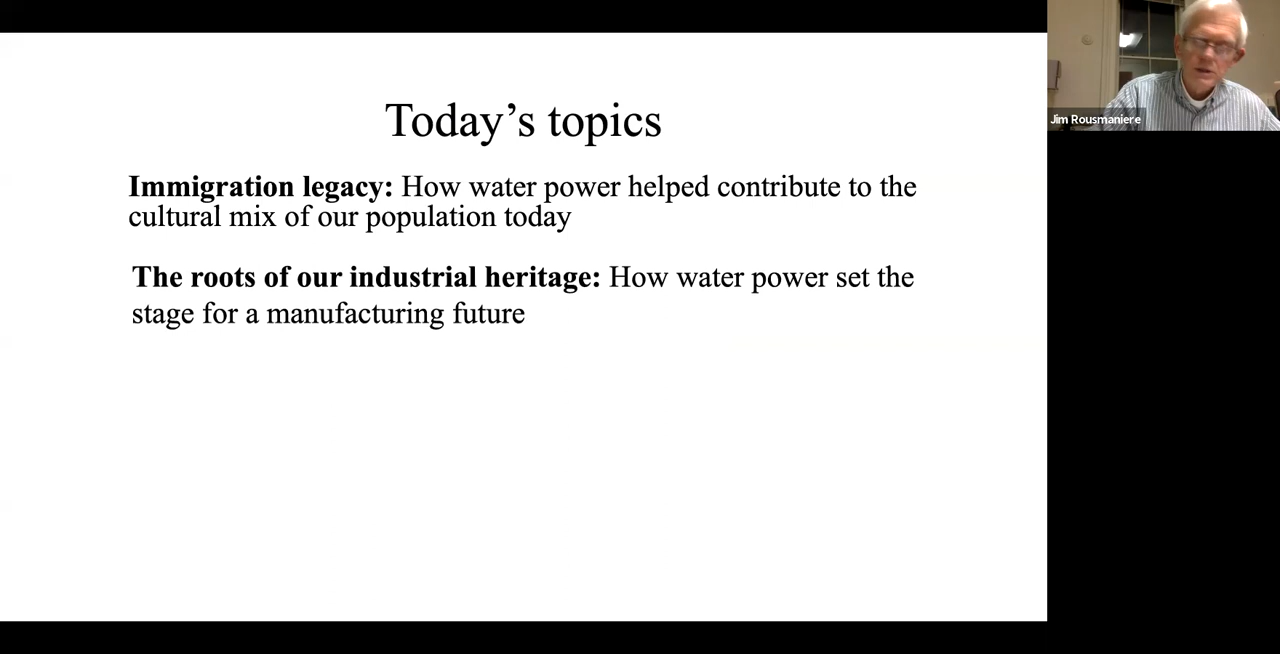 Today’s topics
Immigration legacy: How water power helped contribute to the
cultural mix of our population today
The roots of our industrial heritage: How water power set the
stage for a manufacturing future
Jim Rousmaniere